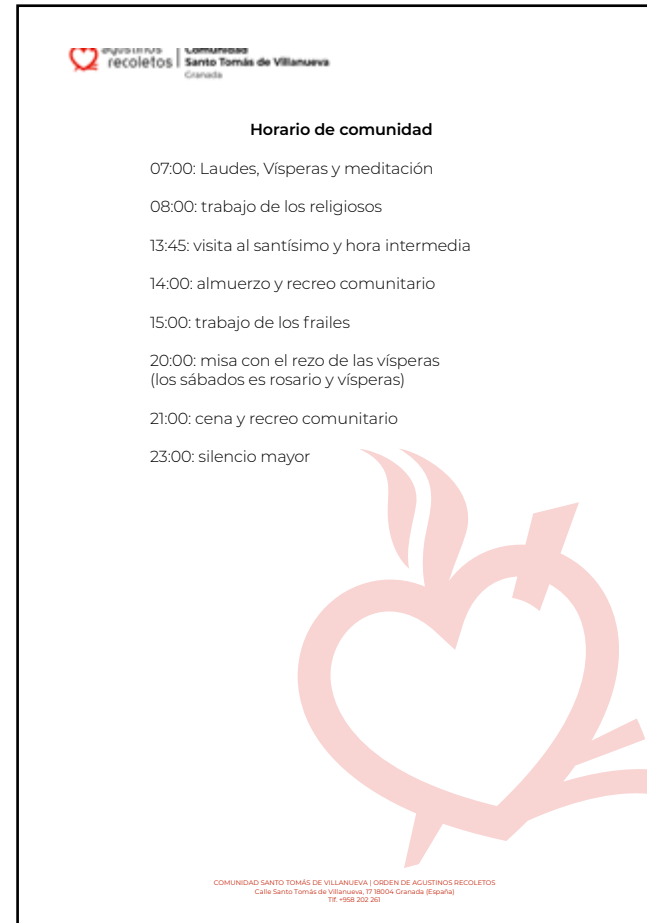 agustinos
recoletos
Comunidad
Santo Tomás de Villanueva
Granada
Horario de comunidad
07:00: Laudes, Vísperas y meditación
08:00: trabajo de los religiosos
13:45: visita al santísimo y hora intermedia
14:00: almuerzo y recreo comunitario
15:00: trabajo de los frailes
20:00: misa con el rezo de las vísperas
(los sábados es rosario y vísperas)
21:00: cena y recreo comunitario
23:00: silencio mayor
COMUNIDAD SANTO TOMÁS DE VILLANUEVA | ORDEN DE AGUSTINOS RECOLETOS
Calle Santo Tomás de Villanueva, 17 18004 Granada (España)
Tlf. +958 202 261